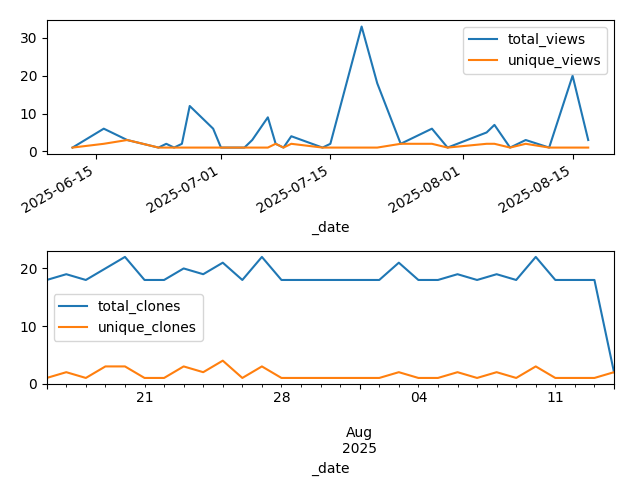 30
20
10
0
total_views
unique_views
2025-06-15
2025-07-01
2025-07-15
2025-08-01
2025-08-15
_date
20
10
0
total_clones
unique_clones
21
28
04
11
Aug
2025
_date